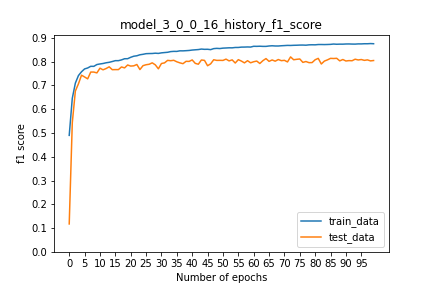 model_3_0_0_16_history_f1_score
f1 score
0.9
0.8
0.7
0.6
0.5
0.4
0.3
0.2
0.1
0.0
train_data
test_data
0 5 10 15 20 25 30 35 40 45 50 55 60 65 70 75 80 85 90 95
Number of epochs